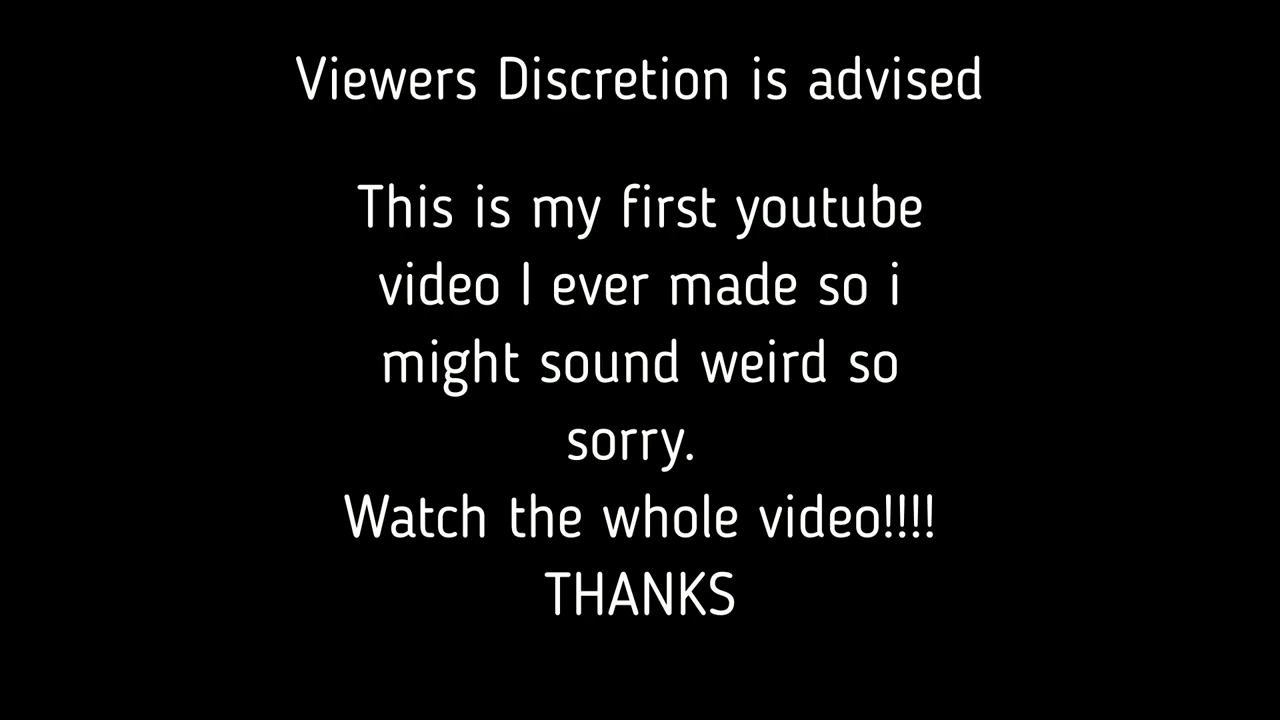 Viewers Discretion is advised
This is my first youtube
video I ever made so i
might sound weird so
sorry.
Watch the whole video!!!!
THANKS